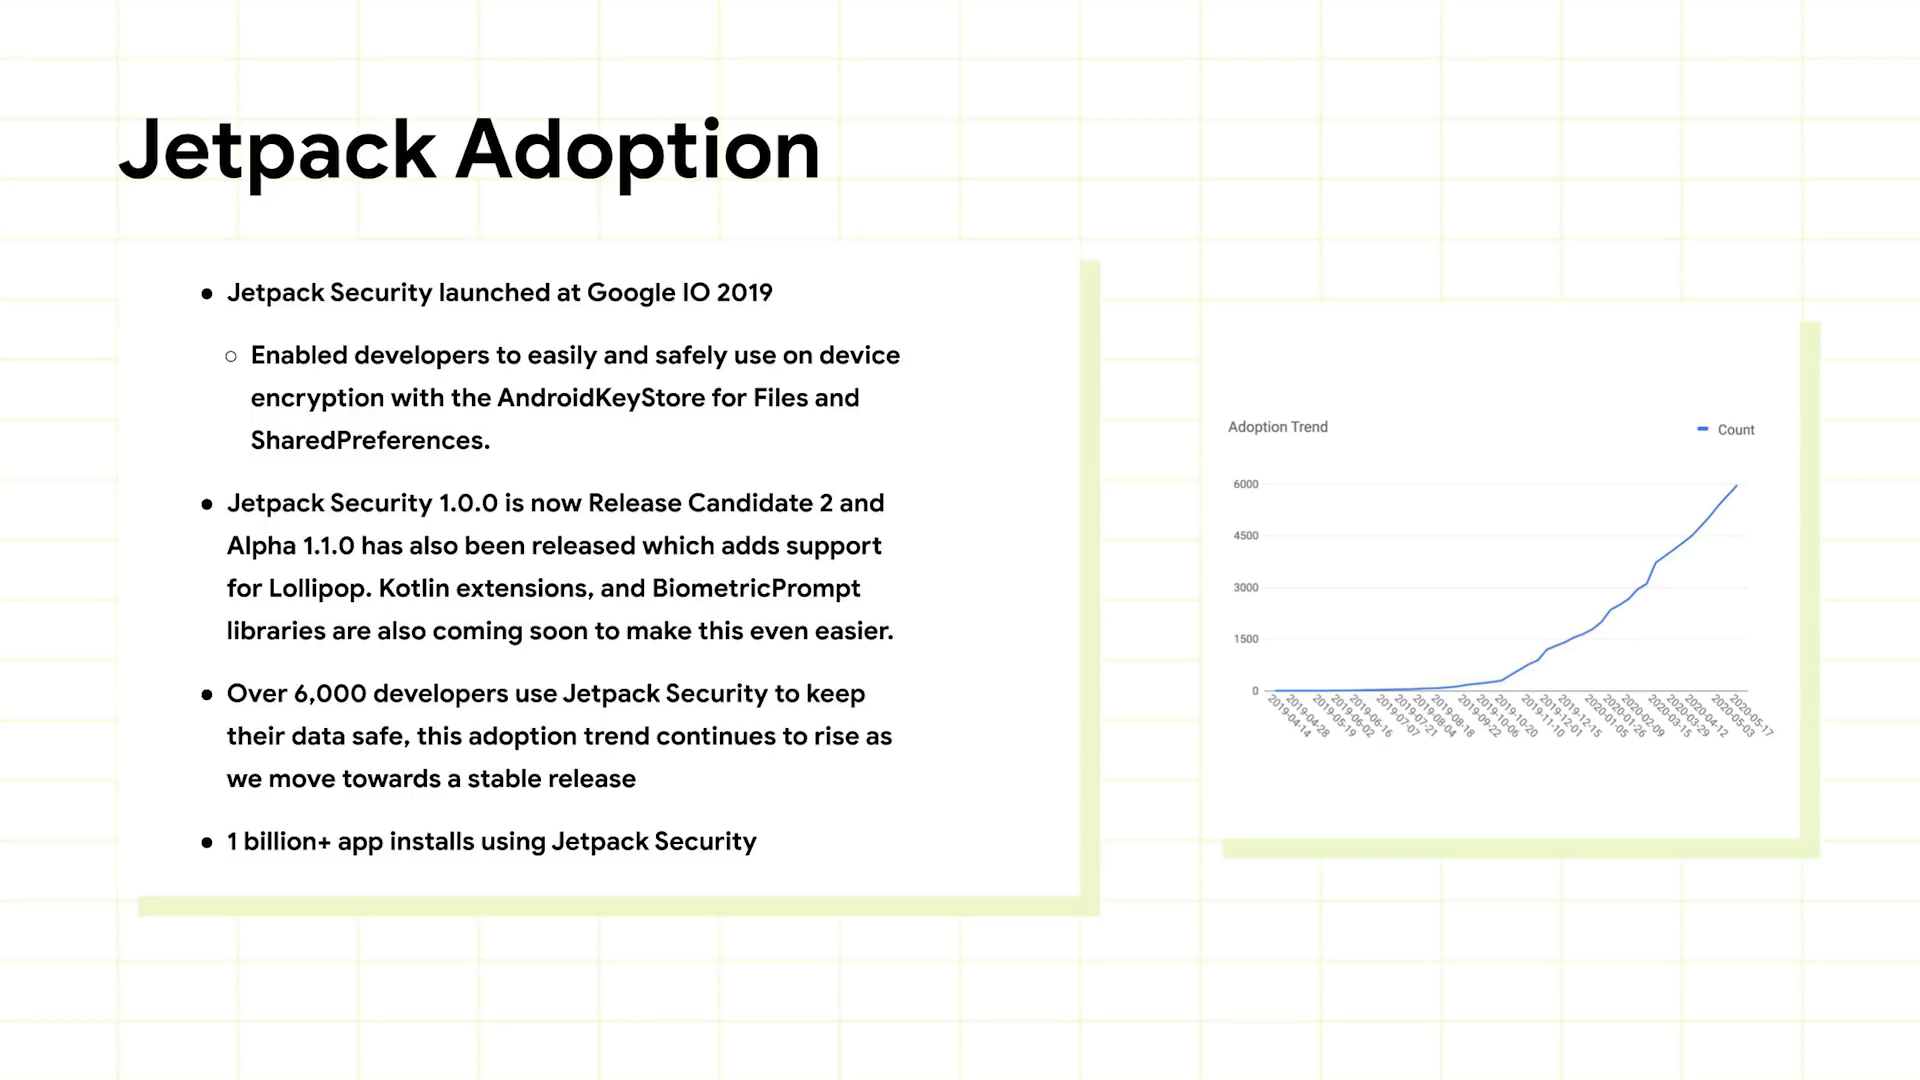 Jetpack Adoption
● Jetpack Security launched at Google IO 2019
○ Enabled developers to easily and safely use on device
encryption with the AndroidKeyStore for Files and
SharedPreferences.
● Jetpack Security 1.0.0 is now Release Candidate 2 and
Alpha 1.1.0 has also been released which adds support
for Lollipop. Kotlin extensions, and BiometricPrompt
libraries are also coming soon to make this even easier.
● Over 6,000 developers use Jetpack Security to keep
their data safe, this adoption trend continues to rise as
we move towards a stable release
● 1 billion+ app installs using Jetpack Security
Adoption Trend
Count
6000
4500
3000
1500
0
2019-04-14
2019-04-28
2019-05-19
2019-06-02
2019-06-16
2019-07-07
2019-07-21
2019-08-04
2019-08-18
2019-09-22
2019-10-06
2019-10-20
2019-11-10
2019-12-01
2019-12-15
2020-01-05
2020-01-26
2020-02-09
2020-03-15
2020-03-29
2020-04-12
2020-05-03
2020-05-17